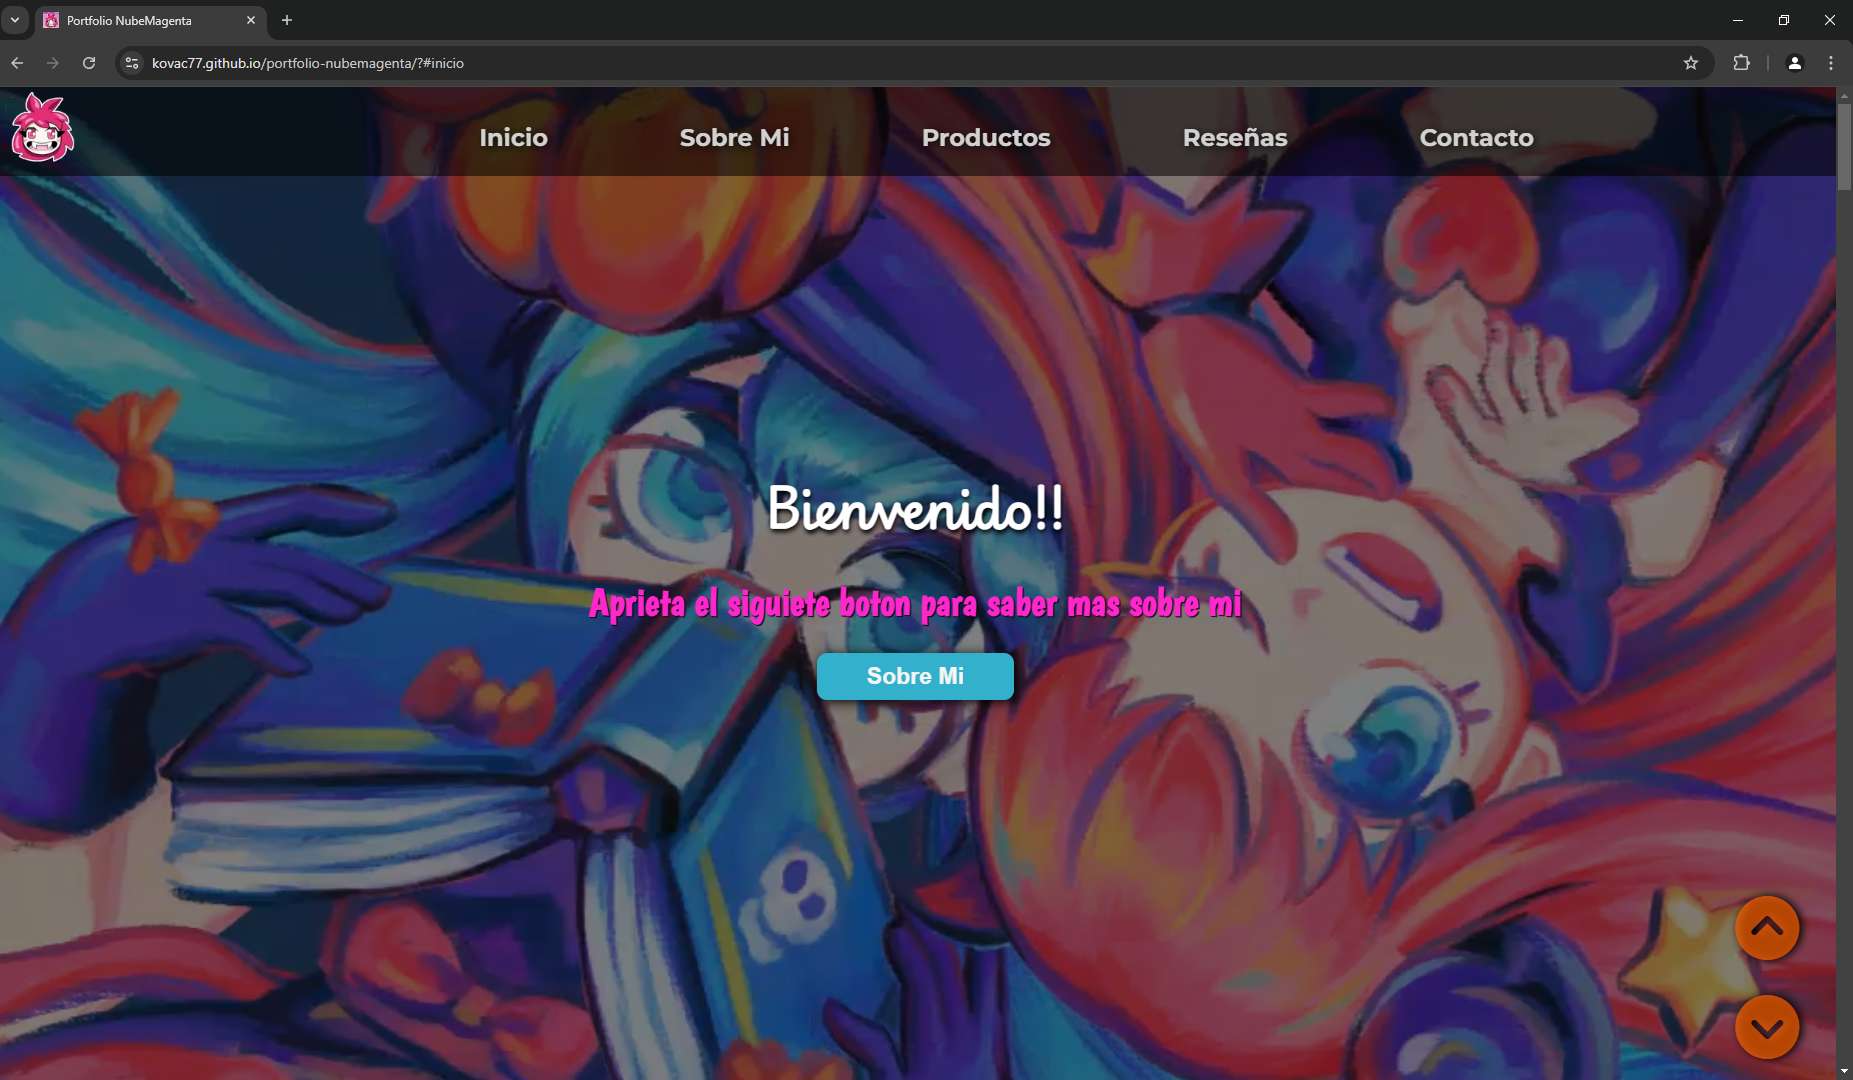 Portfolio NubeMagenta
kovac77.github.io/portfolio-nubemagenta/?#inicio
Inicio Sobre Mi Productos Reseñas Contacto
Bienvenido!!
Aprieta el siguiete boton para saber mas sobre mi
Sobre Mi